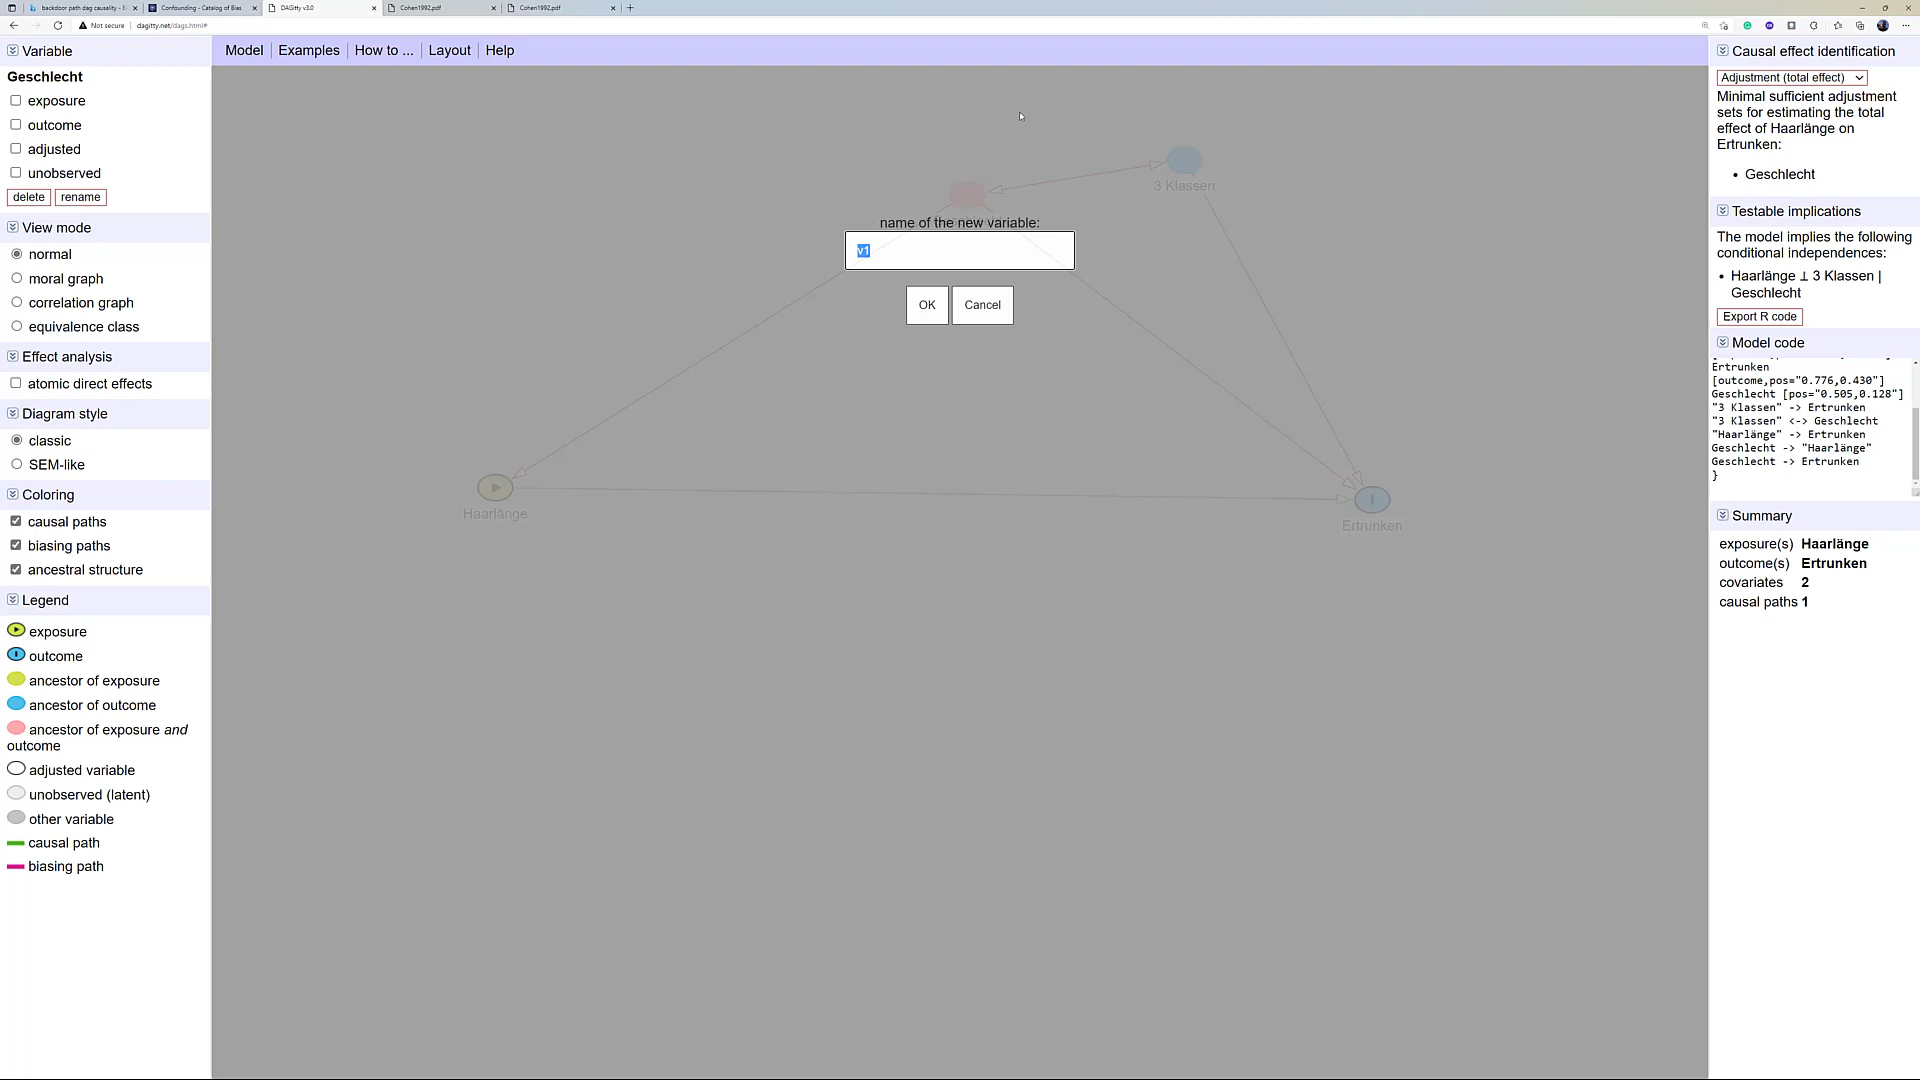 backdoor path dag causality - B
Confounding - Catalog of Bias
DAGitty v3.0
Cohen1992.pdf
Cohen1992.pdf
Not secure
dagitty.net/dags.html#
Variable
Geschlecht
exposure
outcome
adjusted
unobserved
delete
rename
View mode
normal
moral graph
correlation graph
equivalence class
Effect analysis
atomic direct effects
Diagram style
classic
SEM-like
Coloring
causal paths
biasing paths
ancestral structure
Legend
exposure
outcome
ancestor of exposure
ancestor of outcome
ancestor of exposure and
outcome
adjusted variable
unobserved (latent)
other variable
causal path
biasing path
Model
Examples
How to ...
Layout
Help
3 Klassen
name of the new variable:
v1
OK
Cancel
Haarlänge
Ertrunken
Causal effect identification
Adjustment (total effect)
Minimal sufficient adjustment
sets for estimating the total
effect of Haarlänge on
Ertrunken:
• Geschlecht
Testable implications
The model implies the following
conditional independences:
• Haarlänge ⊥ 3 Klassen |
Geschlecht
Export R code
Model code
Ertrunken
[outcome,pos="0.776,0.430"]
Geschlecht [pos="0.505,0.128"]
"3 Klassen" -> Ertrunken
"3 Klassen" <-> Geschlecht
"Haarlänge" -> Ertrunken
Geschlecht -> "Haarlänge"
Geschlecht -> Ertrunken
}
Summary
exposure(s) Haarlänge
outcome(s) Ertrunken
covariates 2
causal paths 1